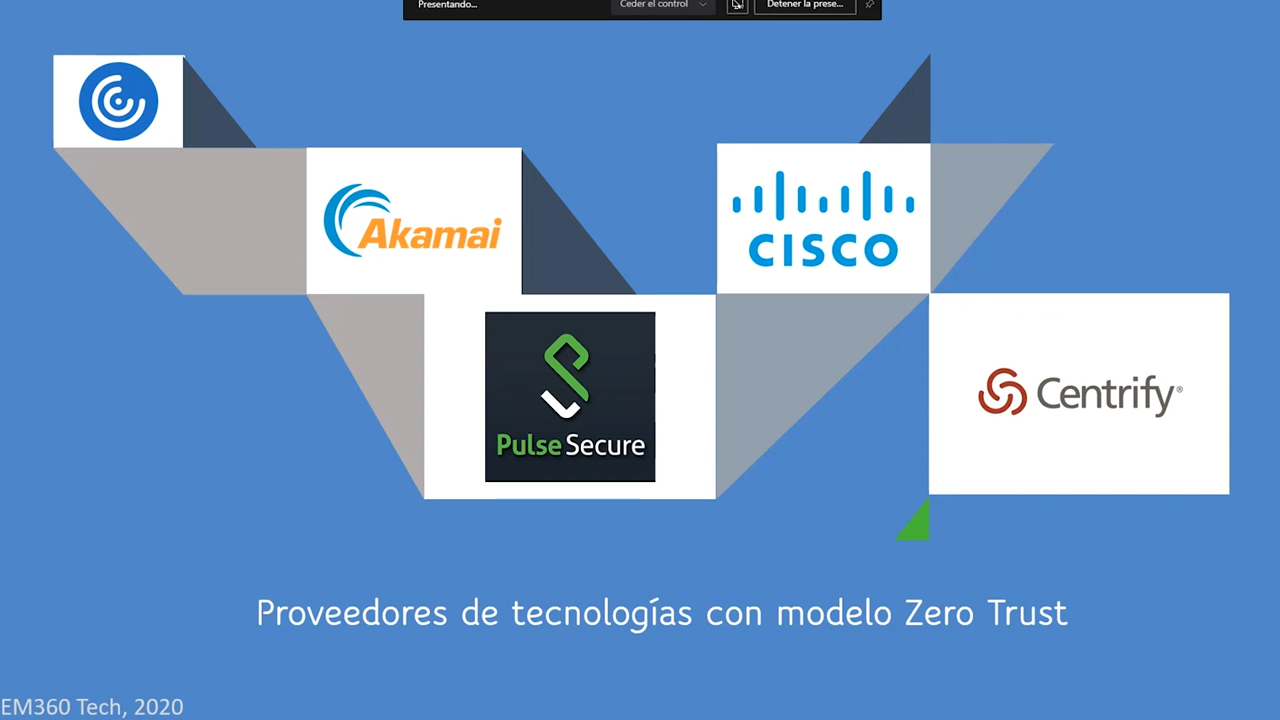 Presentando...
Ceder el control
Detener la prese...
Akamai
CISCO
Pulse Secure
Centrify®
Proveedores de tecnologías con modelo Zero Trust
EM360 Tech, 2020